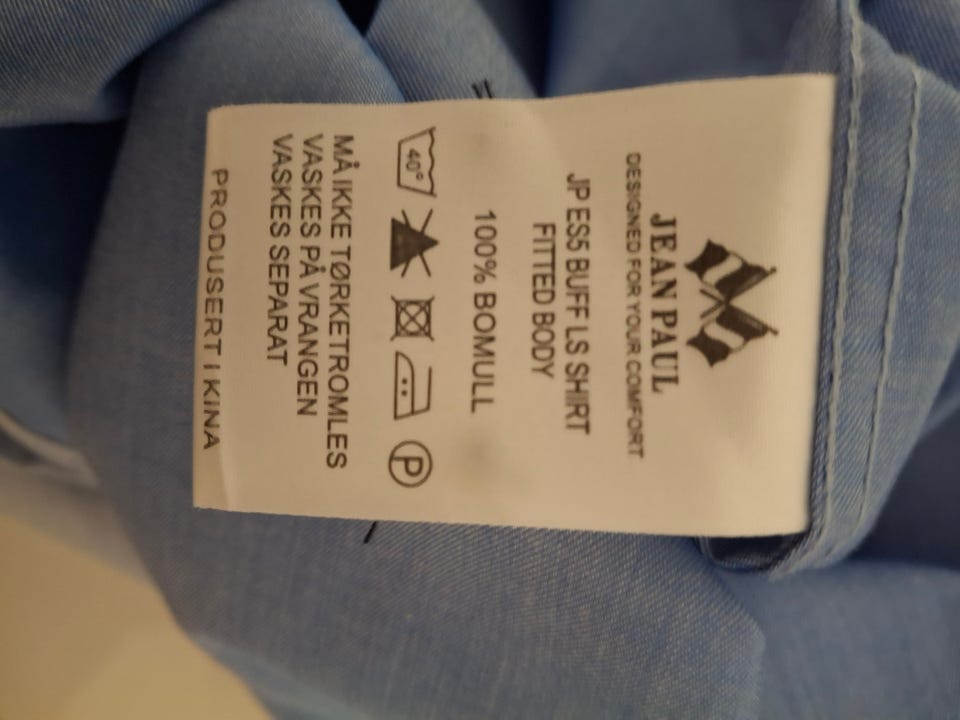 JEAN PAUL
DESIGNED FOR YOUR COMFORT
JP ES5 BUFF LS SHIRT
FITTED BODY
100% BOMULL
40° P
MÅ IKKE TØRKETROMLES
VASKES PÅ VRANGEN
VASKES SEPARAT
PRODUSERT I KINA